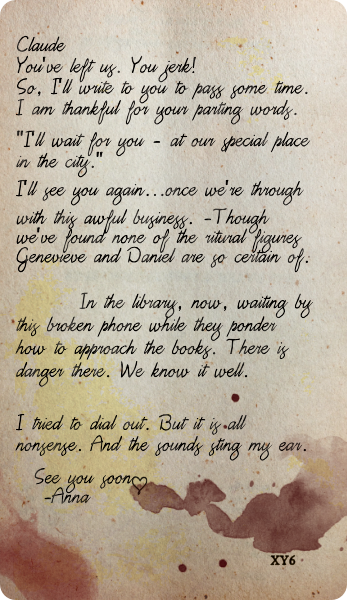 Claude
You've left us. You jerk!
So, I'll write to you to pass some time.
I am thankful for your parting words.
"I'll wait for you - at our special place
in the city."
I'll see you again...once we're through
with this awful business. -Though
we've found none of the ritural figures
Genevieve and Daniel are so certain of.
In the library, now, waiting by
this broken phone while they ponder
how to approach the books. There is
danger there. We know it well.
I tried to dial out. But it is all
nonsense. And the sounds sting my ear.
See you soon♡
-Anna
XY6